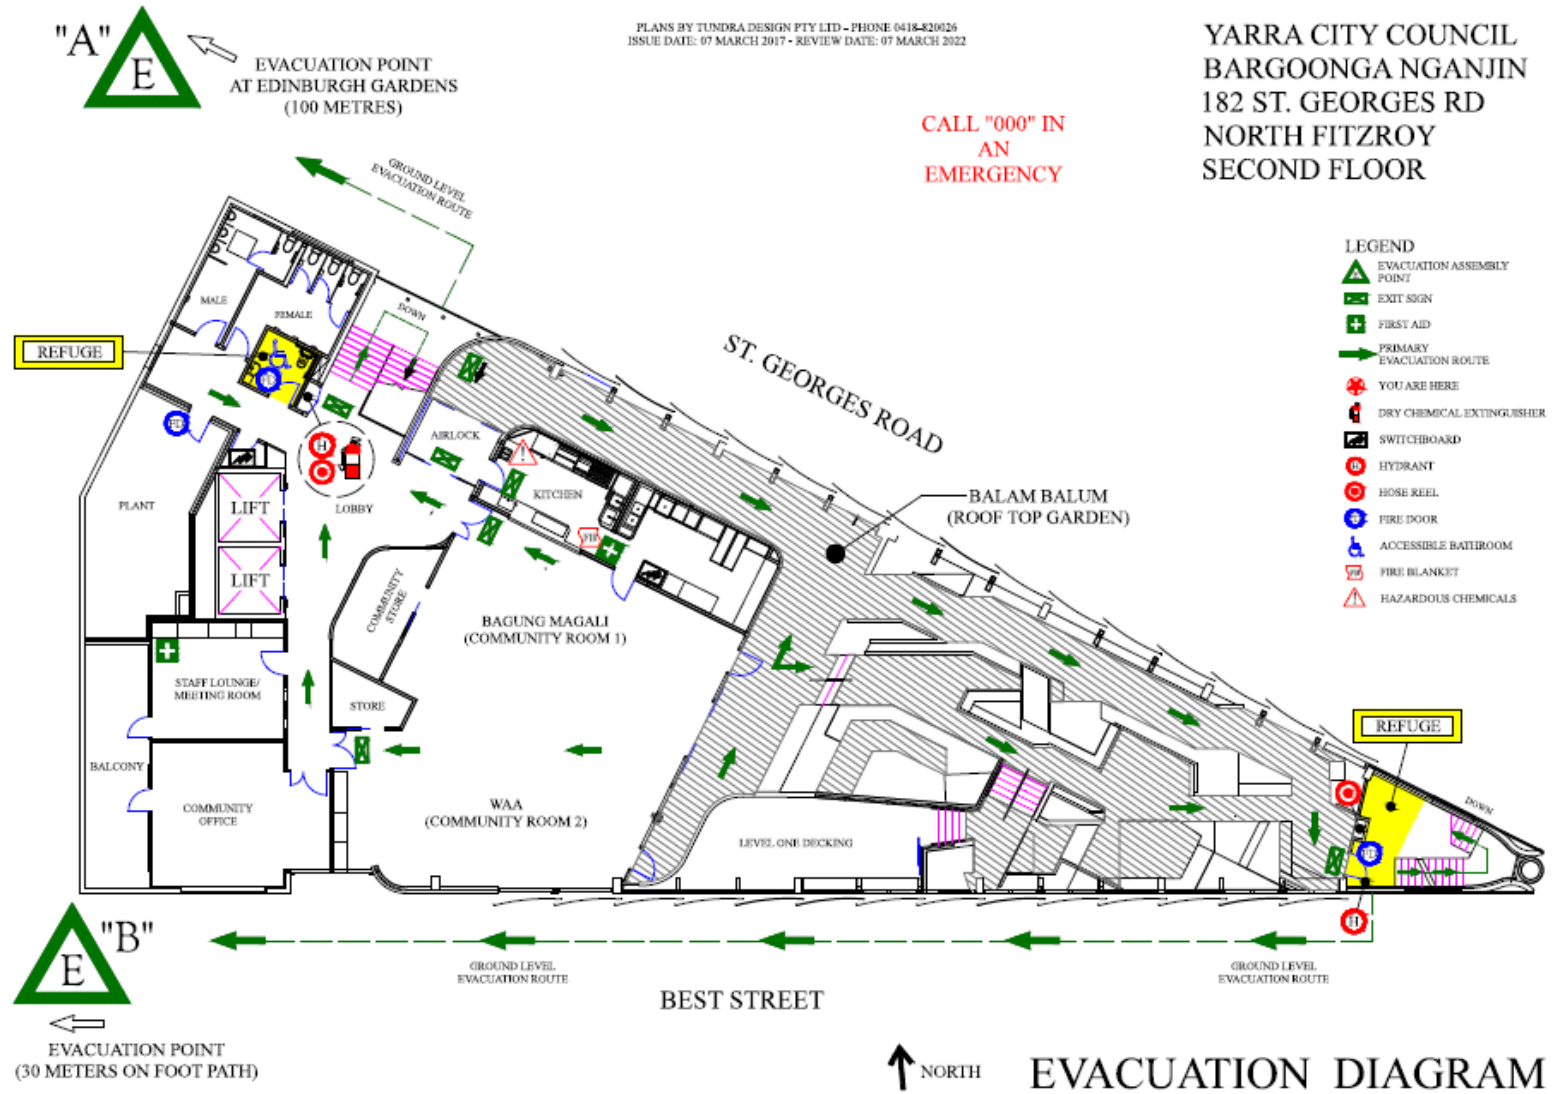 "A"
E
EVACUATION POINT
AT EDINBURGH GARDENS
(100 METRES)
PLANS BY TUNDRA DESIGN PTY LTD - PHONE 0418-820026
ISSUE DATE: 07 MARCH 2017 - REVIEW DATE: 07 MARCH 2022
CALL "000" IN
AN
EMERGENCY
YARRA CITY COUNCIL
BARGOONGA NGANJIN
182 ST. GEORGES RD
NORTH FITZROY
SECOND FLOOR
LEGEND
EVACUATION ASSEMBLY
POINT
EXIT SIGN
FIRST AID
PRIMARY
EVACUATION ROUTE
YOU ARE HERE
DRY CHEMICAL EXTINGUISHER
SWITCHBOARD
H
HYDRANT
HOSE REEL
FD
FIRE DOOR
ACCESSIBLE BATHROOM
FB
FIRE BLANKET
!
HAZARDOUS CHEMICALS
GROUND LEVEL
EVACUATION ROUTE
DOWN
MALE
FEMALE
REFUGE
FD
FD
H
AIRLOCK
!
KITCHEN
FB
PLANT
LIFT
LIFT
LOBBY
COMMUNITY
STORE
STORE
ST. GEORGES ROAD
BALAM BALUM
(ROOF TOP GARDEN)
BAGUNG MAGALI
(COMMUNITY ROOM 1)
STAFF LOUNGE/
MEETING ROOM
BALCONY
COMMUNITY
OFFICE
WAA
(COMMUNITY ROOM 2)
LEVEL ONE DECKING
REFUGE
DOWN
FD
H
"B"
E
EVACUATION POINT
(30 METERS ON FOOT PATH)
GROUND LEVEL
EVACUATION ROUTE
GROUND LEVEL
EVACUATION ROUTE
BEST STREET
NORTH
EVACUATION DIAGRAM